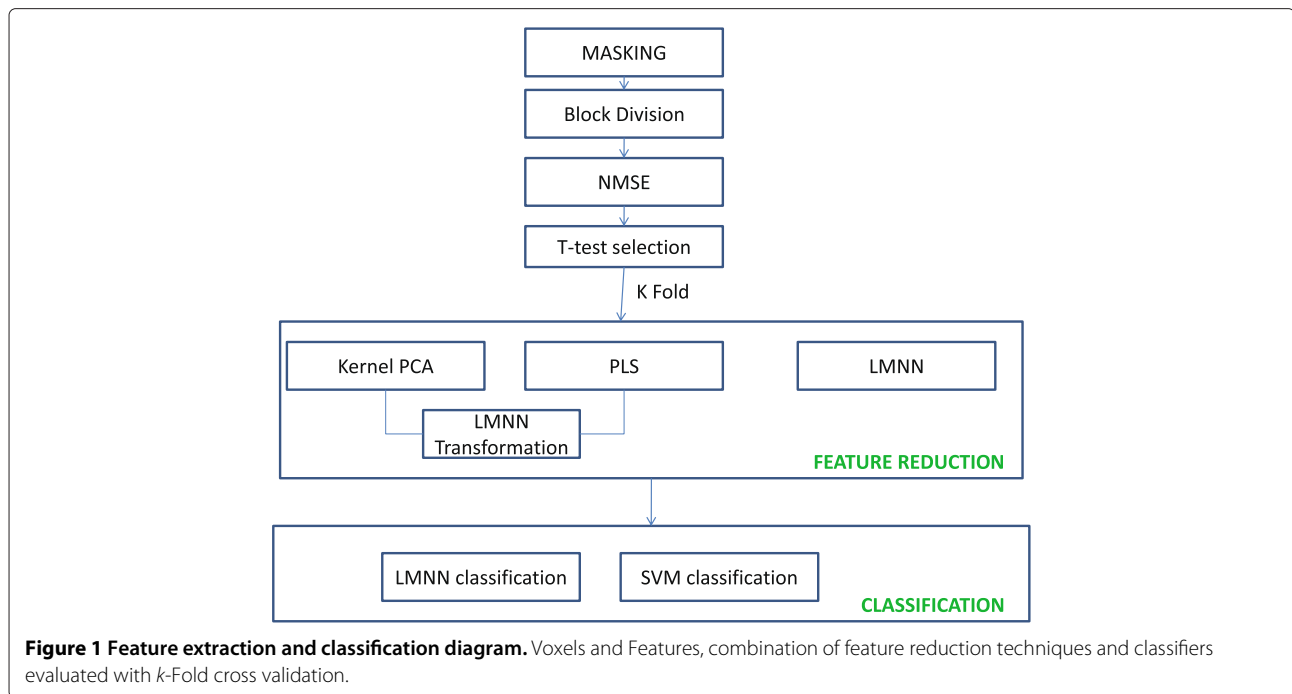 MASKING
Block Division
NMSE
T-test selection
K Fold
Kernel PCA
PLS
LMNN
LMNN
Transformation
FEATURE REDUCTION
LMNN classification
SVM classification
CLASSIFICATION
Figure 1 Feature extraction and classification diagram. Voxels and Features, combination of feature reduction techniques and classifiers
evaluated with k-Fold cross validation.